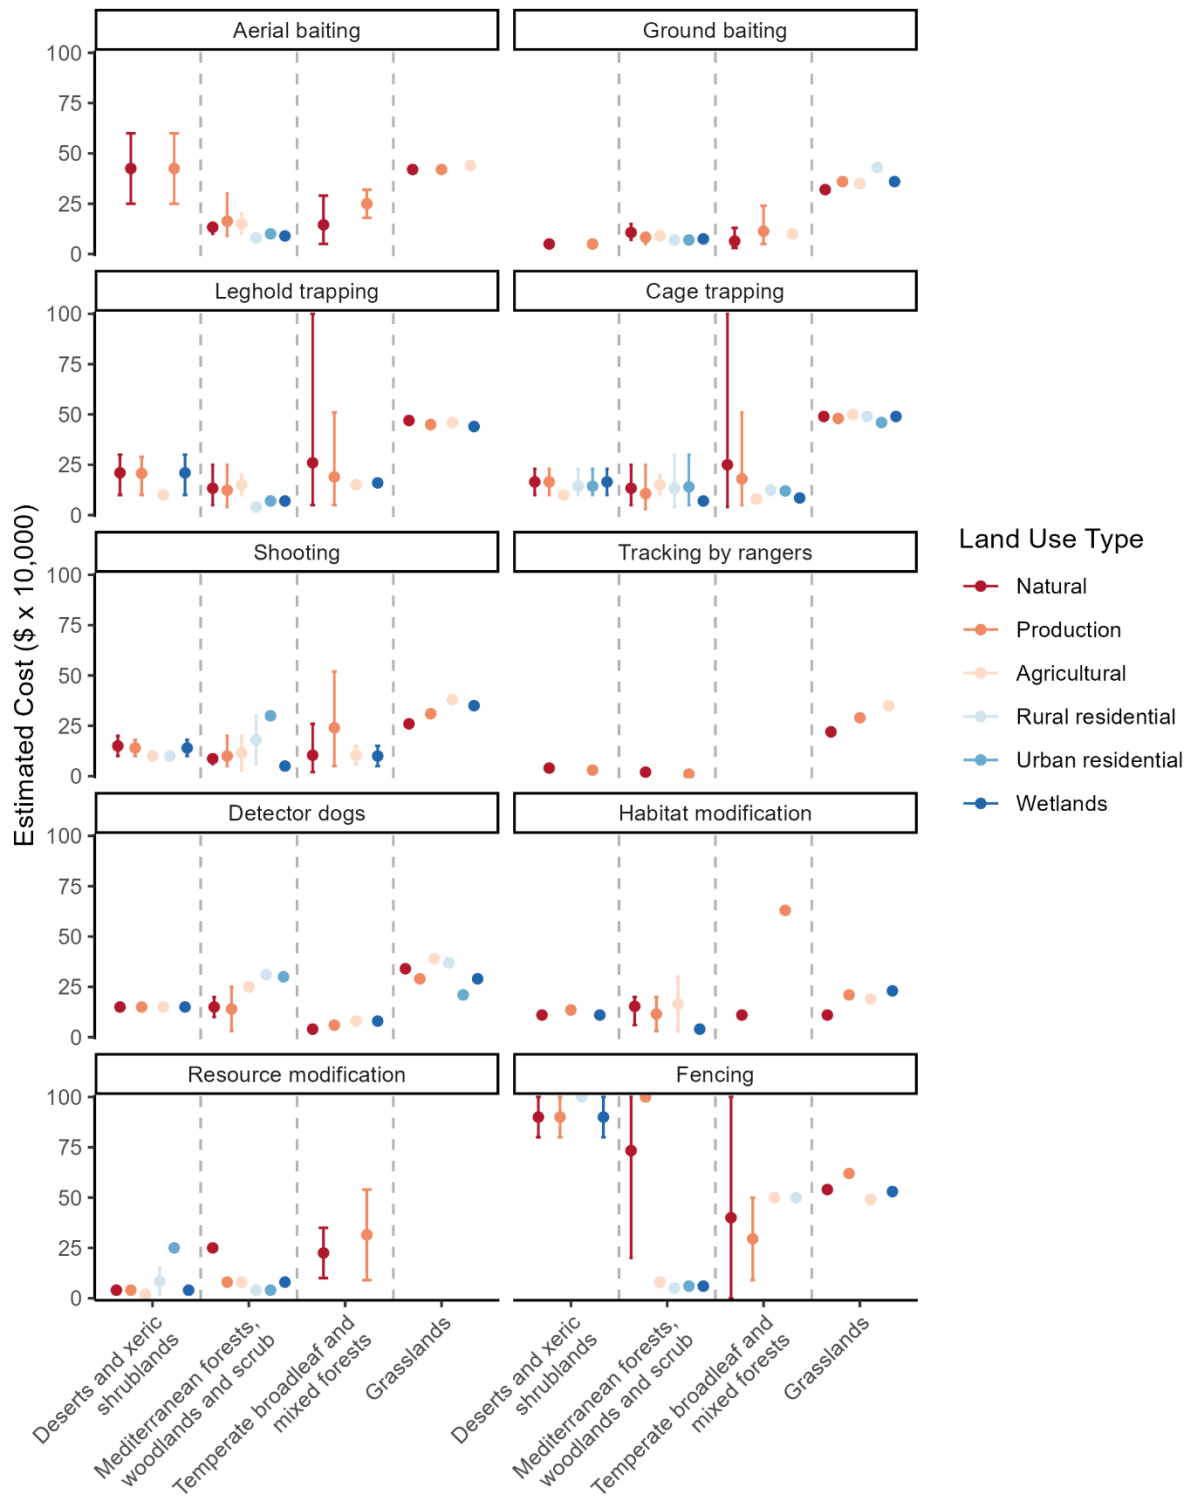 Aerial baiting
Ground baiting
100
75
50
25
0
Leghold trapping
Cage trapping
100
75
50
25
0
Shooting
Tracking by rangers
100
75
50
25
0
Detector dogs
Habitat modification
100
75
50
25
0
Resource modification
Fencing
100
75
50
25
0
Estimated Cost ($ x 10,000)
Deserts and xeric
shrublands
Mediterranean forests,
woodlands and scrub
Temperate broadleaf and
mixed forests
Grasslands
Deserts and xeric
shrublands
Mediterranean forests,
woodlands and scrub
Temperate broadleaf and
mixed forests
Grasslands
Land Use Type
Natural
Production
Agricultural
Rural residential
Urban residential
Wetlands